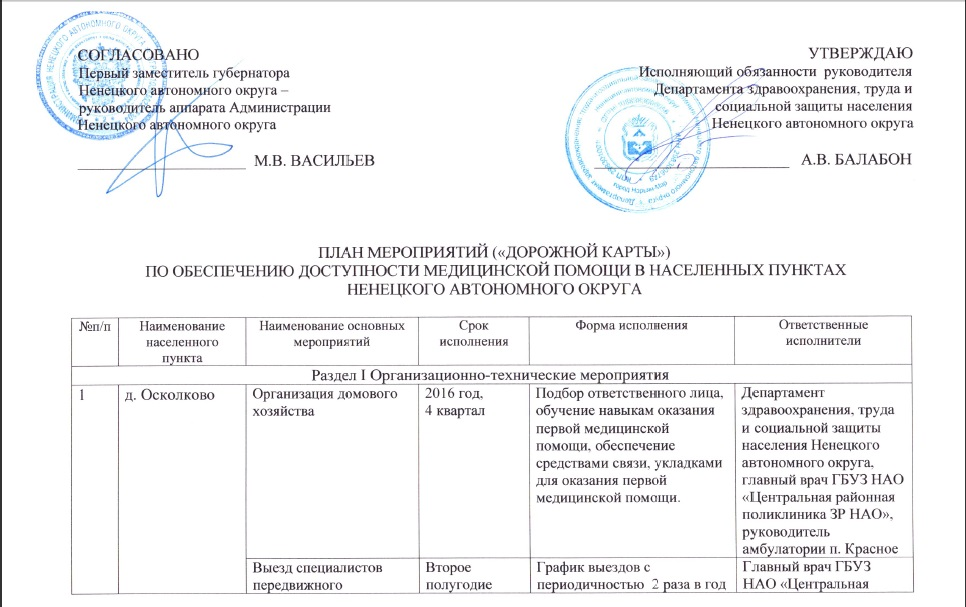 СОГЛАСОВАНО
Первый заместитель губернатора
Ненецкого автономного округа –
руководитель аппарата Администрации
Ненецкого автономного округа
М.В. ВАСИЛЬЕВ
УТВЕРЖДАЮ
Исполняющий обязанности руководителя
Департамента здравоохранения, труда и
социальной защиты населения
Ненецкого автономного округа
А.В. БАЛАБОН
ПЛАН МЕРОПРИЯТИЙ («ДОРОЖНОЙ КАРТЫ»)
ПО ОБЕСПЕЧЕНИЮ ДОСТУПНОСТИ МЕДИЦИНСКОЙ ПОМОЩИ В НАСЕЛЕННЫХ ПУНКТАХ
НЕНЕЦКОГО АВТОНОМНОГО ОКРУГА
№п/п
Наименование
населенного
пункта
Наименование основных
мероприятий
Срок
исполнения
Форма исполнения
Ответственные
исполнители
Раздел I Организационно-технические мероприятия
1
д. Осколково
Организация домового
хозяйства
2016 год,
4 квартал
Подбор ответственного лица,
обучение навыкам оказания
первой медицинской
помощи, обеспечение
средствами связи, укладками
для оказания первой
медицинской помощи.
Департамент
здравоохранения, труда
и социальной защиты
населения Ненецкого
автономного округа,
главный врач ГБУЗ НАО
«Центральная районная
поликлиника ЗР НАО»,
руководитель
амбулатории п. Красное
Выезд специалистов
передвижного
Второе
полугодие
График выездов с
периодичностью 2 раза в год
Главный врач ГБУЗ
НАО «Центральная